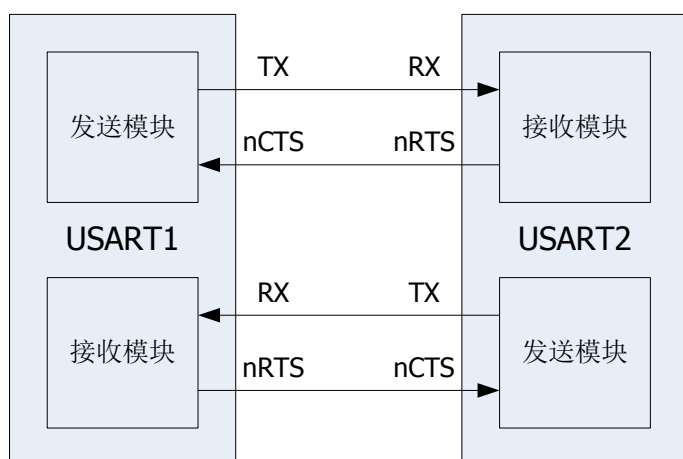 TX RX
发送模块 接收模块
nCTS nRTS
USART1 USART2
RX TX
接收模块 发送模块
nRTS nCTS